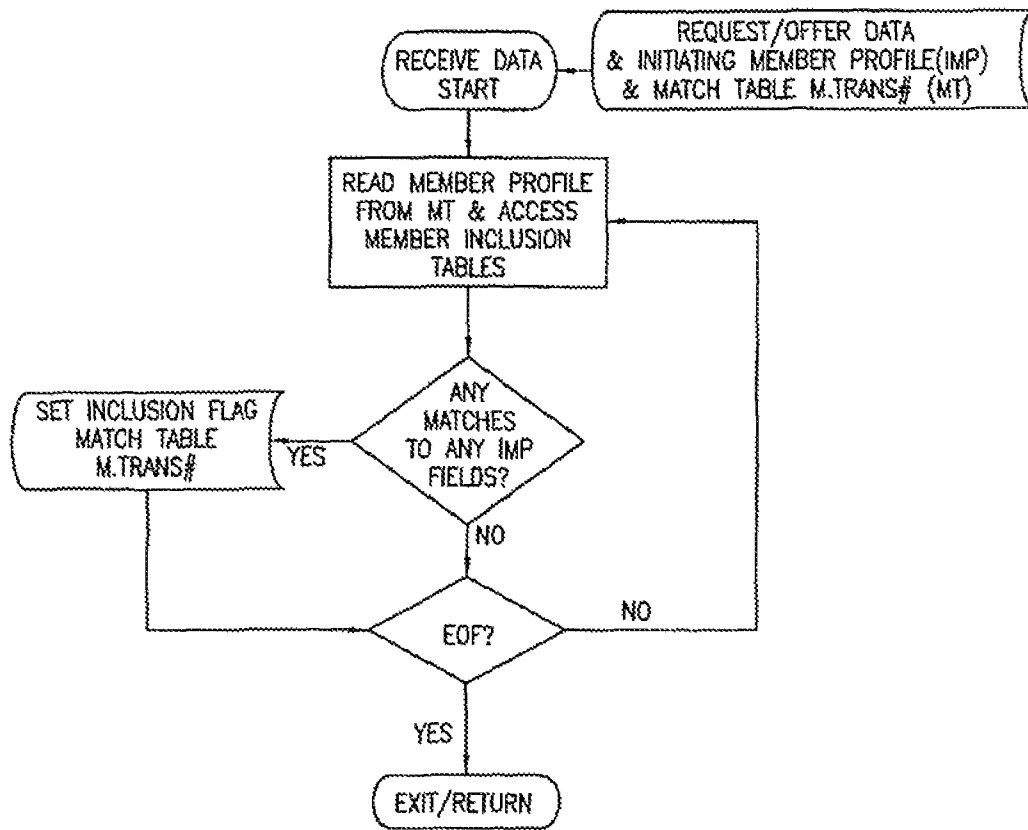 RECEIVE DATA
START
REQUEST/OFFER DATA
& INITIATING MEMBER PROFILE(IMP)
& MATCH TABLE M.TRANS# (MT)
READ MEMBER PROFILE
FROM MT & ACCESS
MEMBER INCLUSION
TABLES
ANY
MATCHES
TO ANY IMP
FIELDS?
YES
SET INCLUSION FLAG
MATCH TABLE
M.TRANS#
NO
EOF?
NO
YES
EXIT/RETURN